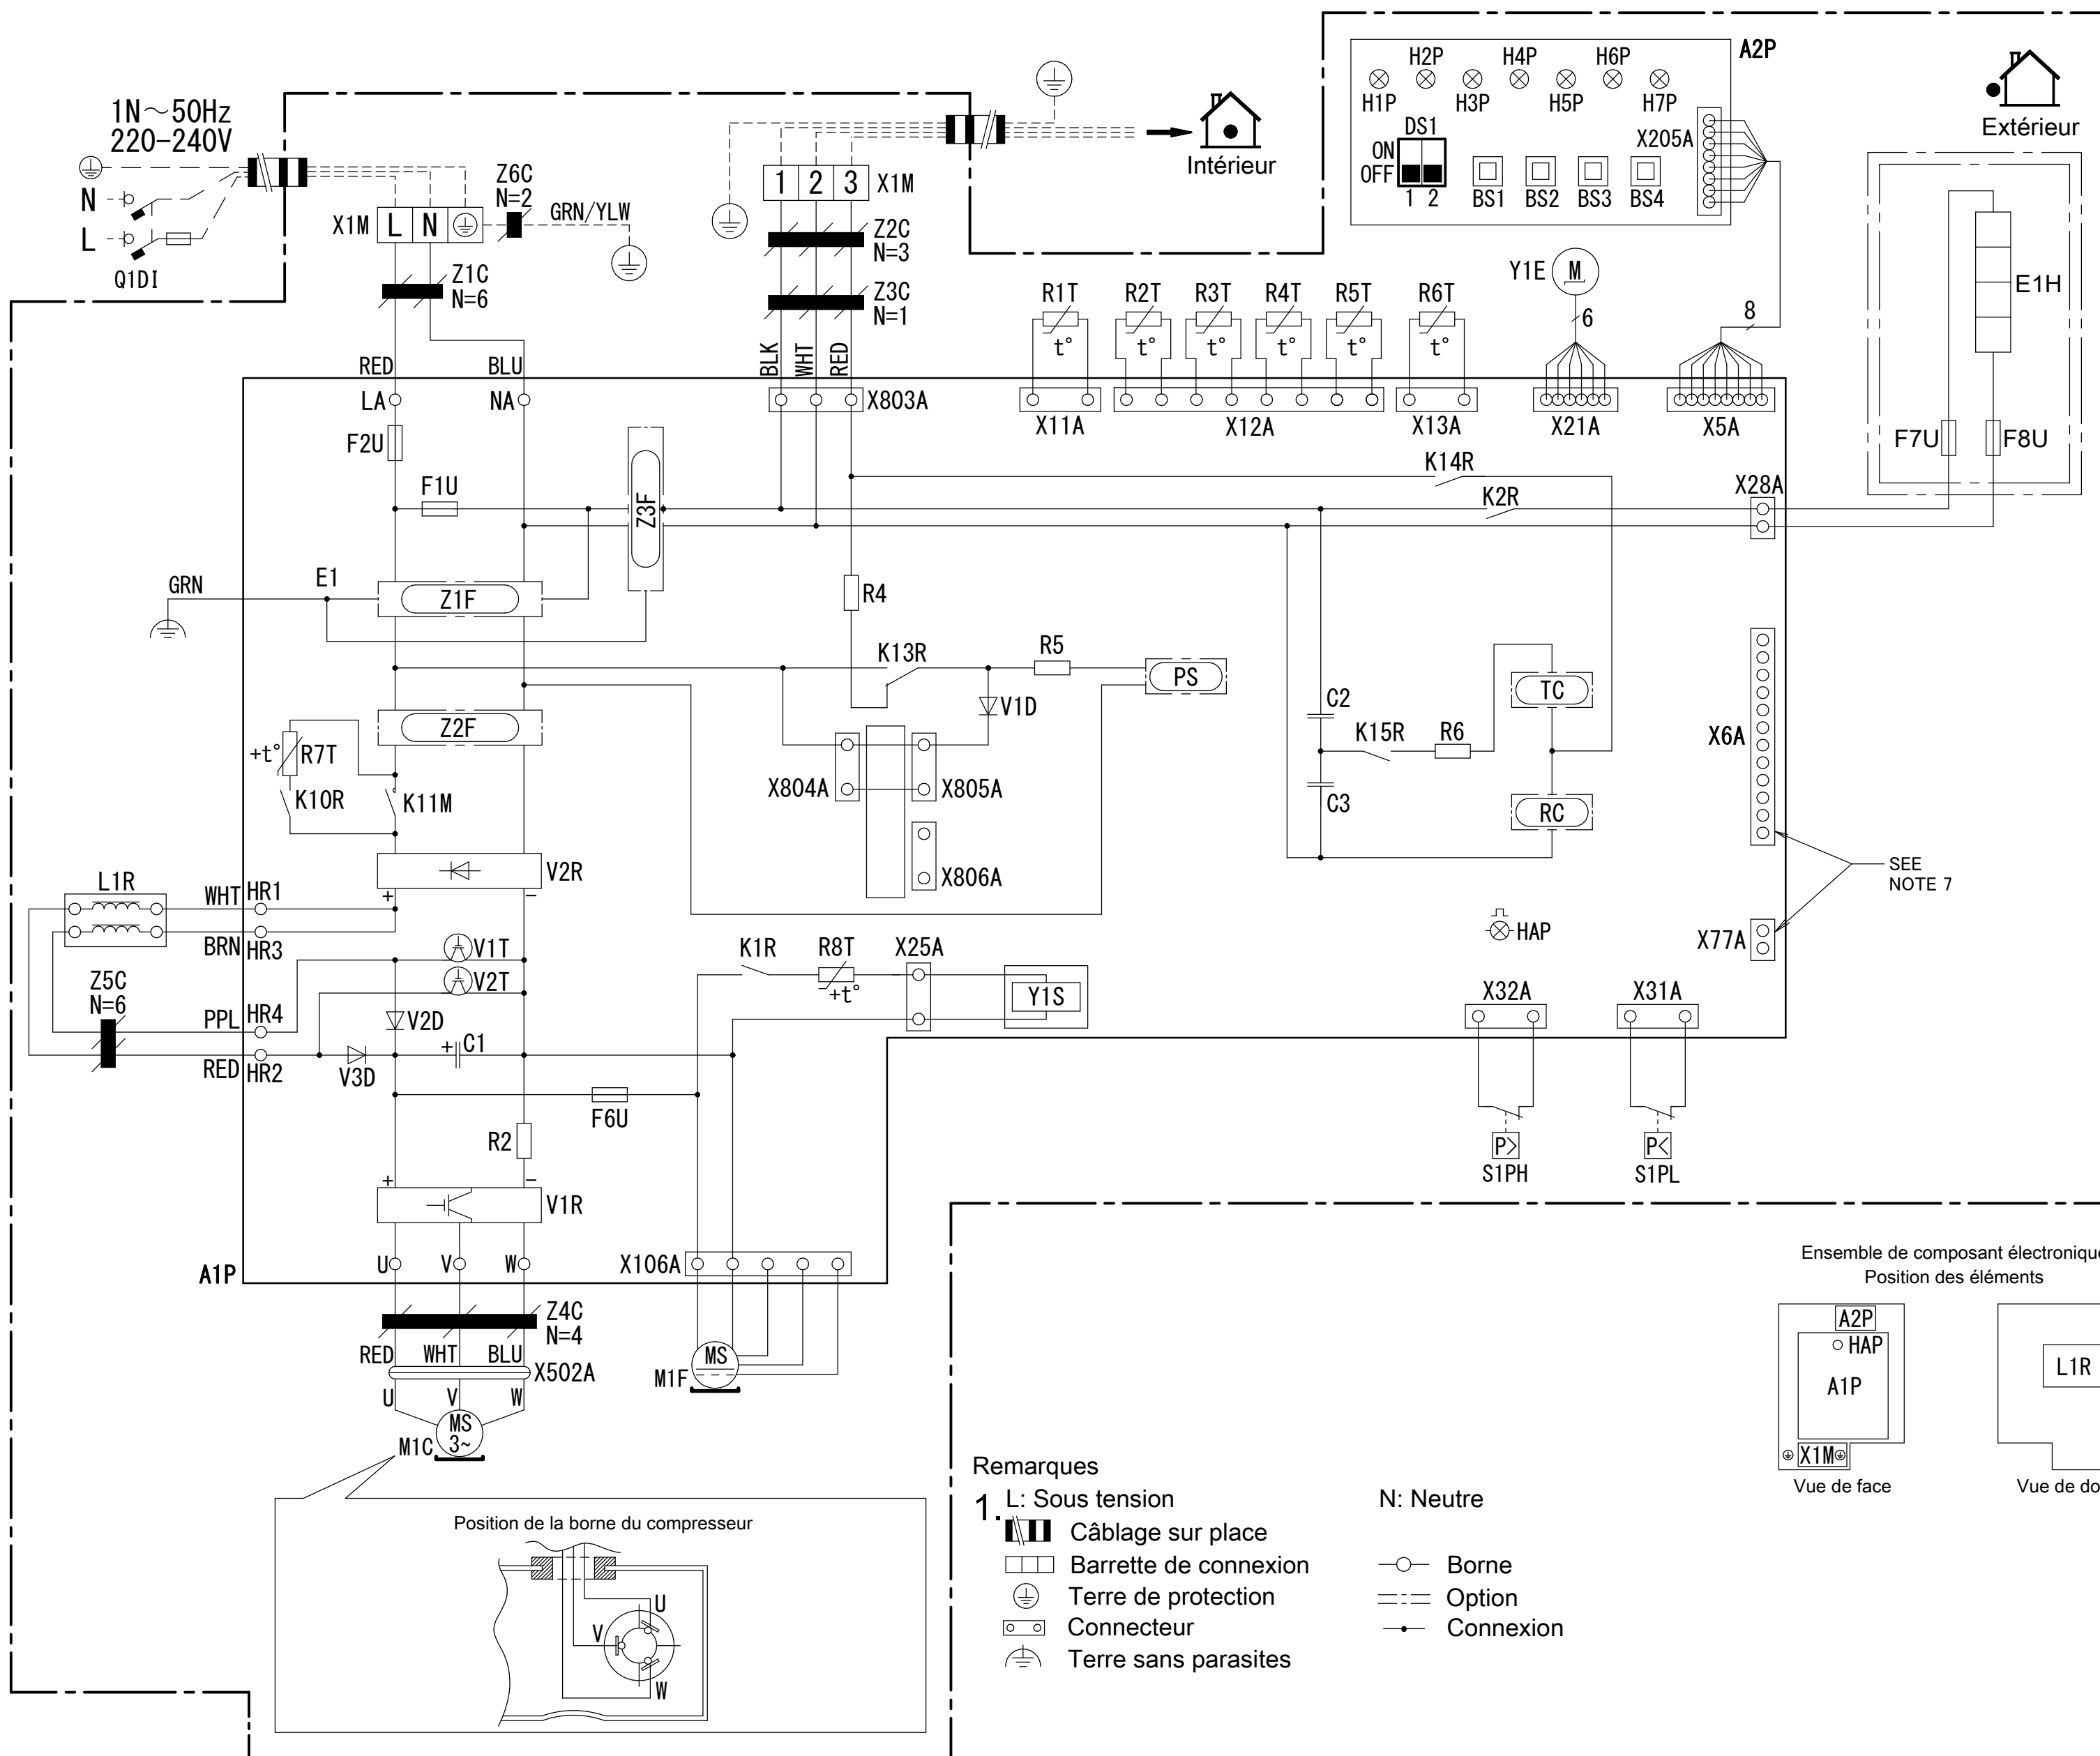 1N～50Hz
220-240V
N
L
Q1DI
X1M
L N
Z6C
N=2
GRN/YLW
Z1C
N=6
RED
BLU
1 2 3
X1M
Z2C
N=3
Z3C
N=1
BLK
WHT
RED
Intérieur
A2P
H2P H4P H6P
H1P H3P H5P H7P
DS1
ON
OFF
1 2
BS1 BS2 BS3 BS4
X205A
Extérieur
Y1E
M
6
8
R1T R2T R3T R4T R5T R6T
t° t° t° t° t° t°
E1H
F7U
F8U
LA
NA
X803A
X11A
X12A
X13A
X21A
X5A
F2U
F1U
Z3F
K14R
K2R
X28A
GRN
E1
Z1F
R4
K13R
R5
PS
V1D
Z2F
+t°
R7T
K10R
K11M
X804A
X805A
X806A
C2
K15R
R6
TC
C3
RC
X6A
SEE
NOTE 7
V2R
+
−
L1R
WHT
HR1
BRN
HR3
V1T
V2T
K1R
R8T
+t°
X25A
Y1S
HAP
X77A
Z5C
N=6
PPL
HR4
V2D
RED
HR2
V3D
+
C1
X32A
X31A
F6U
R2
P>
S1PH
P<
S1PL
+
−
V1R
U V W
A1P
X106A
Z4C
N=4
RED WHT BLU
X502A
U V W
MS
3~
M1C
MS
M1F
Position de la borne du compresseur
U
V
W
Ensemble de composant électronique
Position des éléments
A2P
HAP
A1P
X1M
Vue de face
L1R
Vue de do
Remarques
1. L: Sous tension
N: Neutre
Câblage sur place
Barrette de connexion
Borne
Terre de protection
Option
Connecteur
Connexion
Terre sans parasites